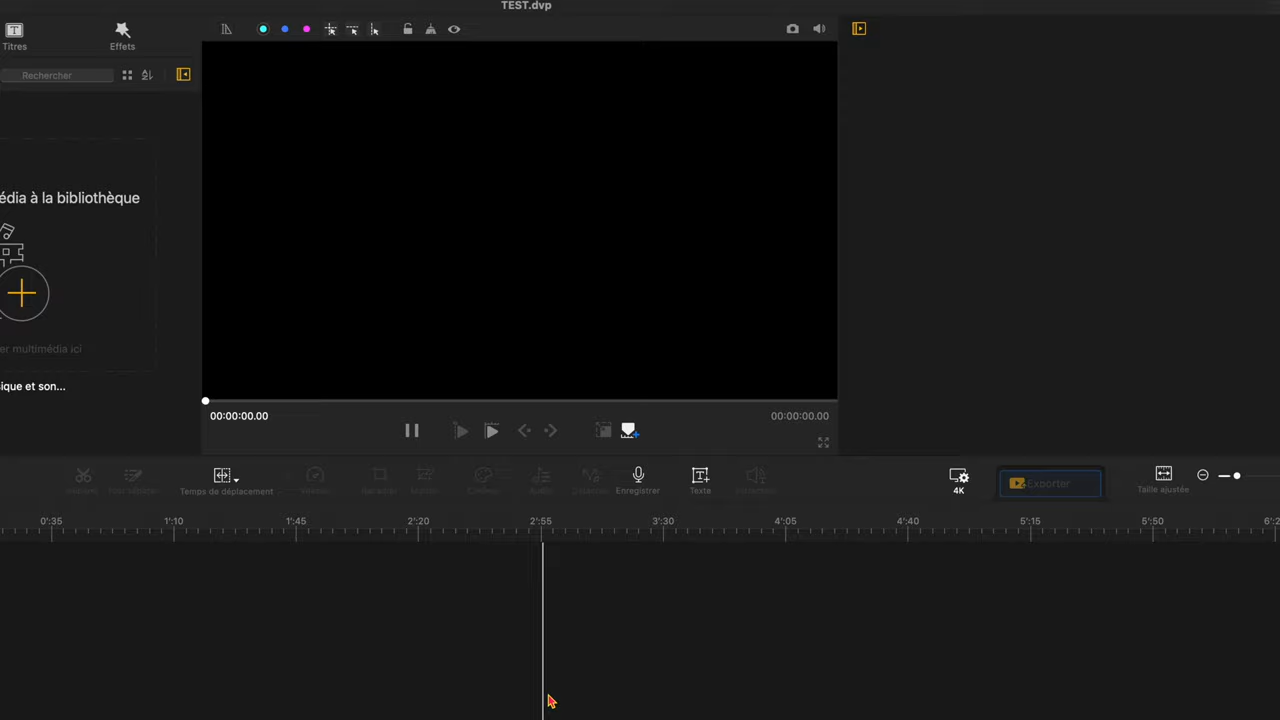 TEST.dvp
Titres
Effets
Rechercher
édia à la bibliothèque
er multimédia ici
ique et son...
00:00:00.00
00:00:00.00
Temps de déplacement
Enregistrer
Texte
4K
Exporter
Taille ajustée
0:35
1':10
1':45
2':20
2':55
3':30
4':05
4':40
5':15
5':50
6':2